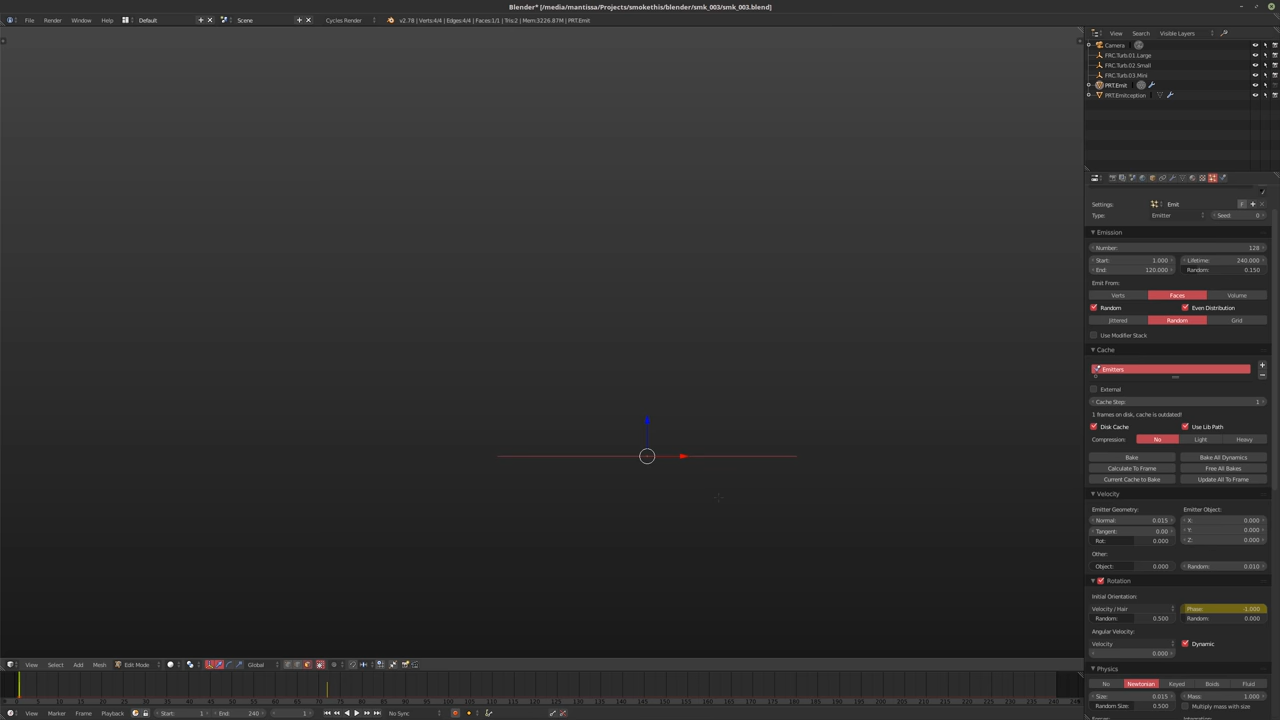 Blender* [/media/mantissa/Projects/smokethis/blender/smk_003/smk_003.blend]
File Render Window Help Default Scene Cycles Render v2.78 | Verts:4/4 | Edges:4/4 | Faces:1/1 | Tris:2 | Mem:3226.87M | PRT.Emit
View Search Visible Layers
Camera
FRC.Turb.01.Large
FRC.Turb.02.Small
FRC.Turb.03.Mini
PRT.Emit
PRT.Emitception
Settings: Emit F
Type: Emitter Seed: 0
Emission
Number: 128
Start: 1.000 Lifetime: 240.000
End: 120.000 Random: 0.150
Emit From:
Verts Faces Volume
Random Even Distribution
Jittered Random Grid
Use Modifier Stack
Cache
Emitters
External
Cache Step: 1
1 frames on disk, cache is outdated!
Disk Cache Use Lib Path
Compression: No Light Heavy
Bake Bake All Dynamics
Calculate To Frame Free All Bakes
Current Cache to Bake Update All To Frame
Velocity
Emitter Geometry: Emitter Object:
Normal: 0.015 X: 0.000
Tangent: 0.00 Y: 0.000
Rot: 0.000 Z: 0.000
Other:
Object: 0.000 Random: 0.010
Rotation
Initial Orientation:
Velocity / Hair Phase: -1.000
Random: 0.500 Random: 0.000
Angular Velocity:
Velocity Dynamic
0.000
Physics
No Newtonian Keyed Boids Fluid
Size: 0.015 Mass: 1.000
Random Size: 0.500 Multiply mass with size
View Select Add Mesh Edit Mode Global
View Marker Frame Playback Start: 1 End: 240 1 No Sync